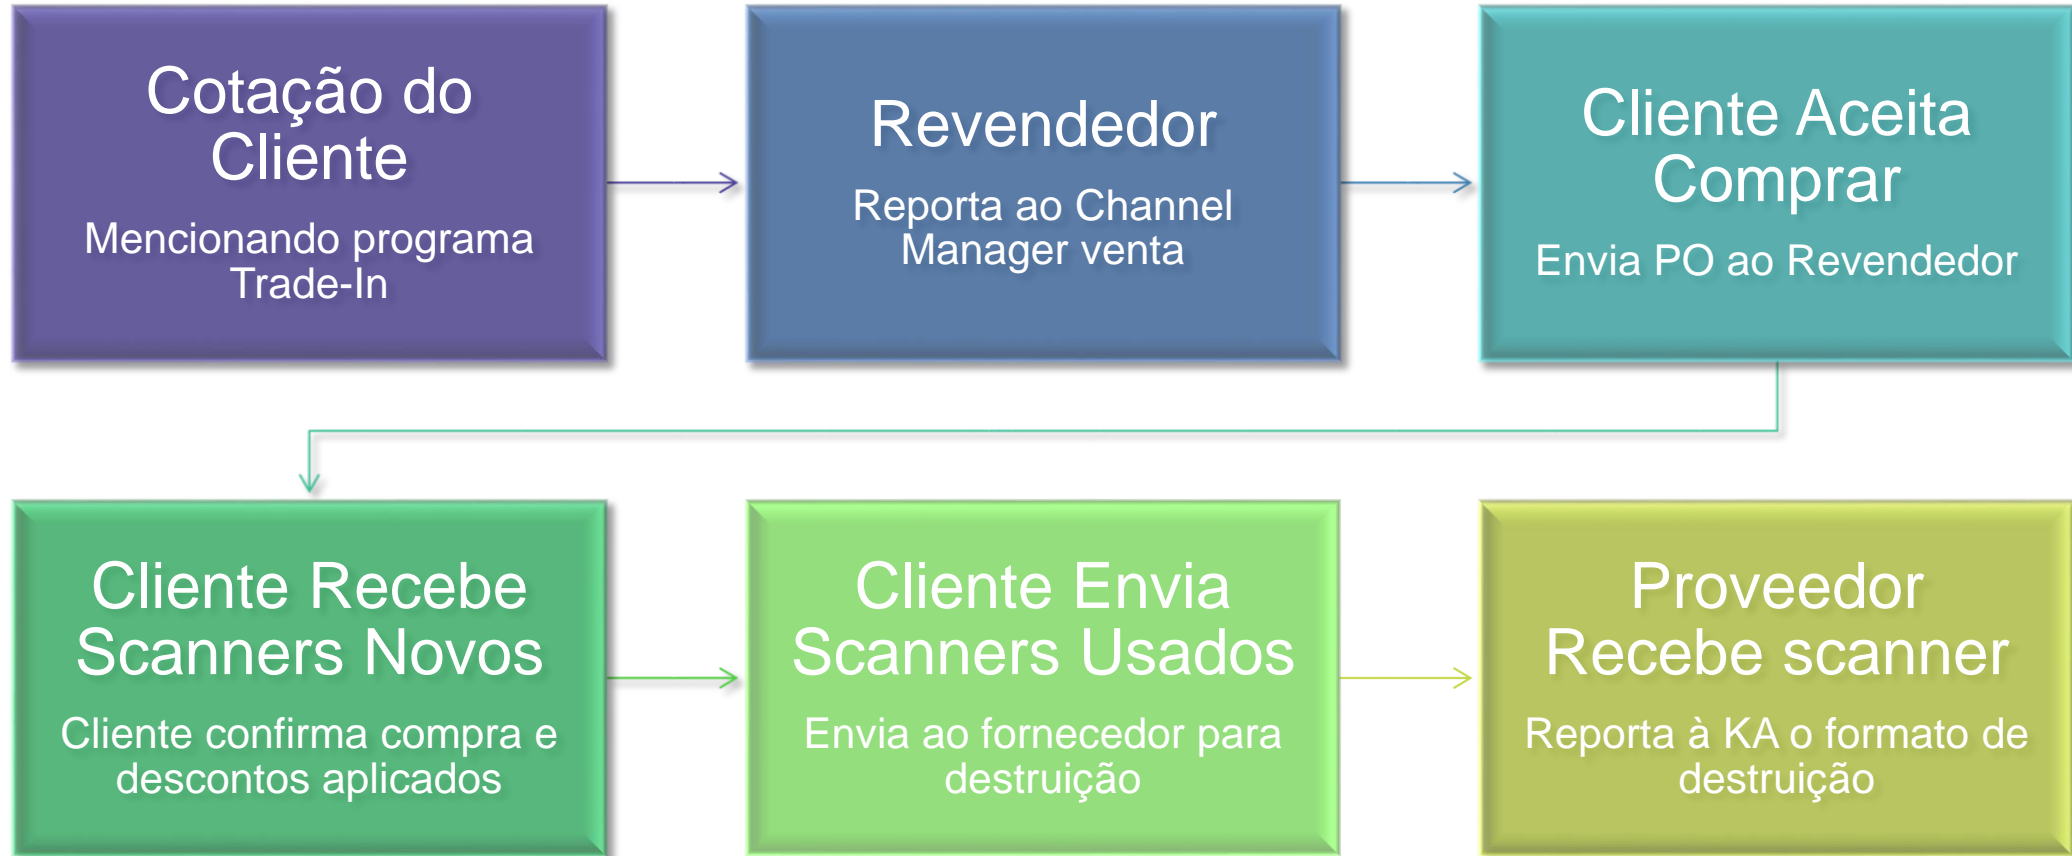 Cotação do
Cliente
Mencionando programa
Trade-In
Revendedor
Reporta ao Channel
Manager venta
Cliente Aceita
Comprar
Envia PO ao Revendedor
Cliente Recebe
Scanners Novos
Cliente confirma compra e
descontos aplicados
Cliente Envia
Scanners Usados
Envia ao fornecedor para
destruição
Proveedor
Recebe scanner
Reporta à KA o formato de
destruição